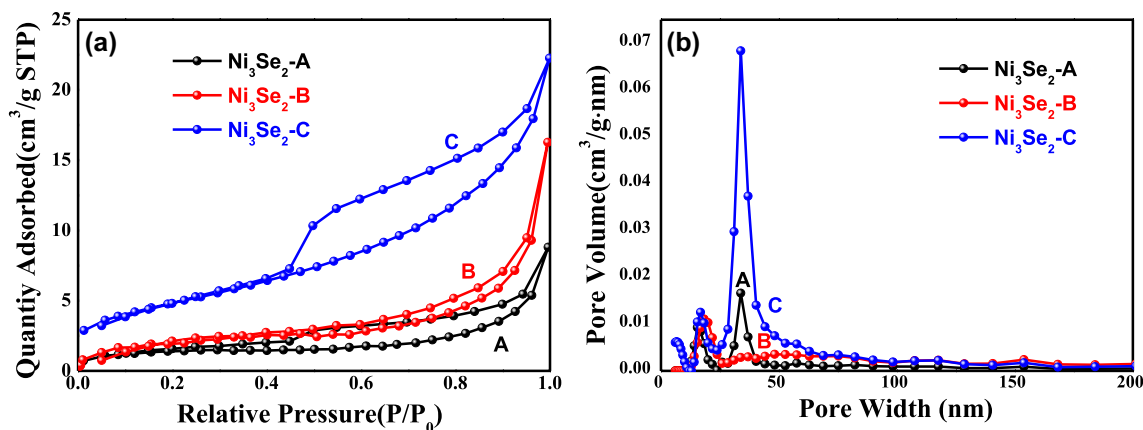 (a)
Ni3Se2-A
Ni3Se2-B
Ni3Se2-C
C
B
A
Quantiy Adsorbed(cm3/g STP)
25
20
15
10
5
0
0.0 0.2 0.4 0.6 0.8 1.0
Relative Pressure(P/P0)
(b)
Ni3Se2-A
Ni3Se2-B
Ni3Se2-C
A
C
B
Pore Volume(cm3/g·nm)
0.07
0.06
0.05
0.04
0.03
0.02
0.01
0.00
0 50 100 150 200
Pore Width (nm)